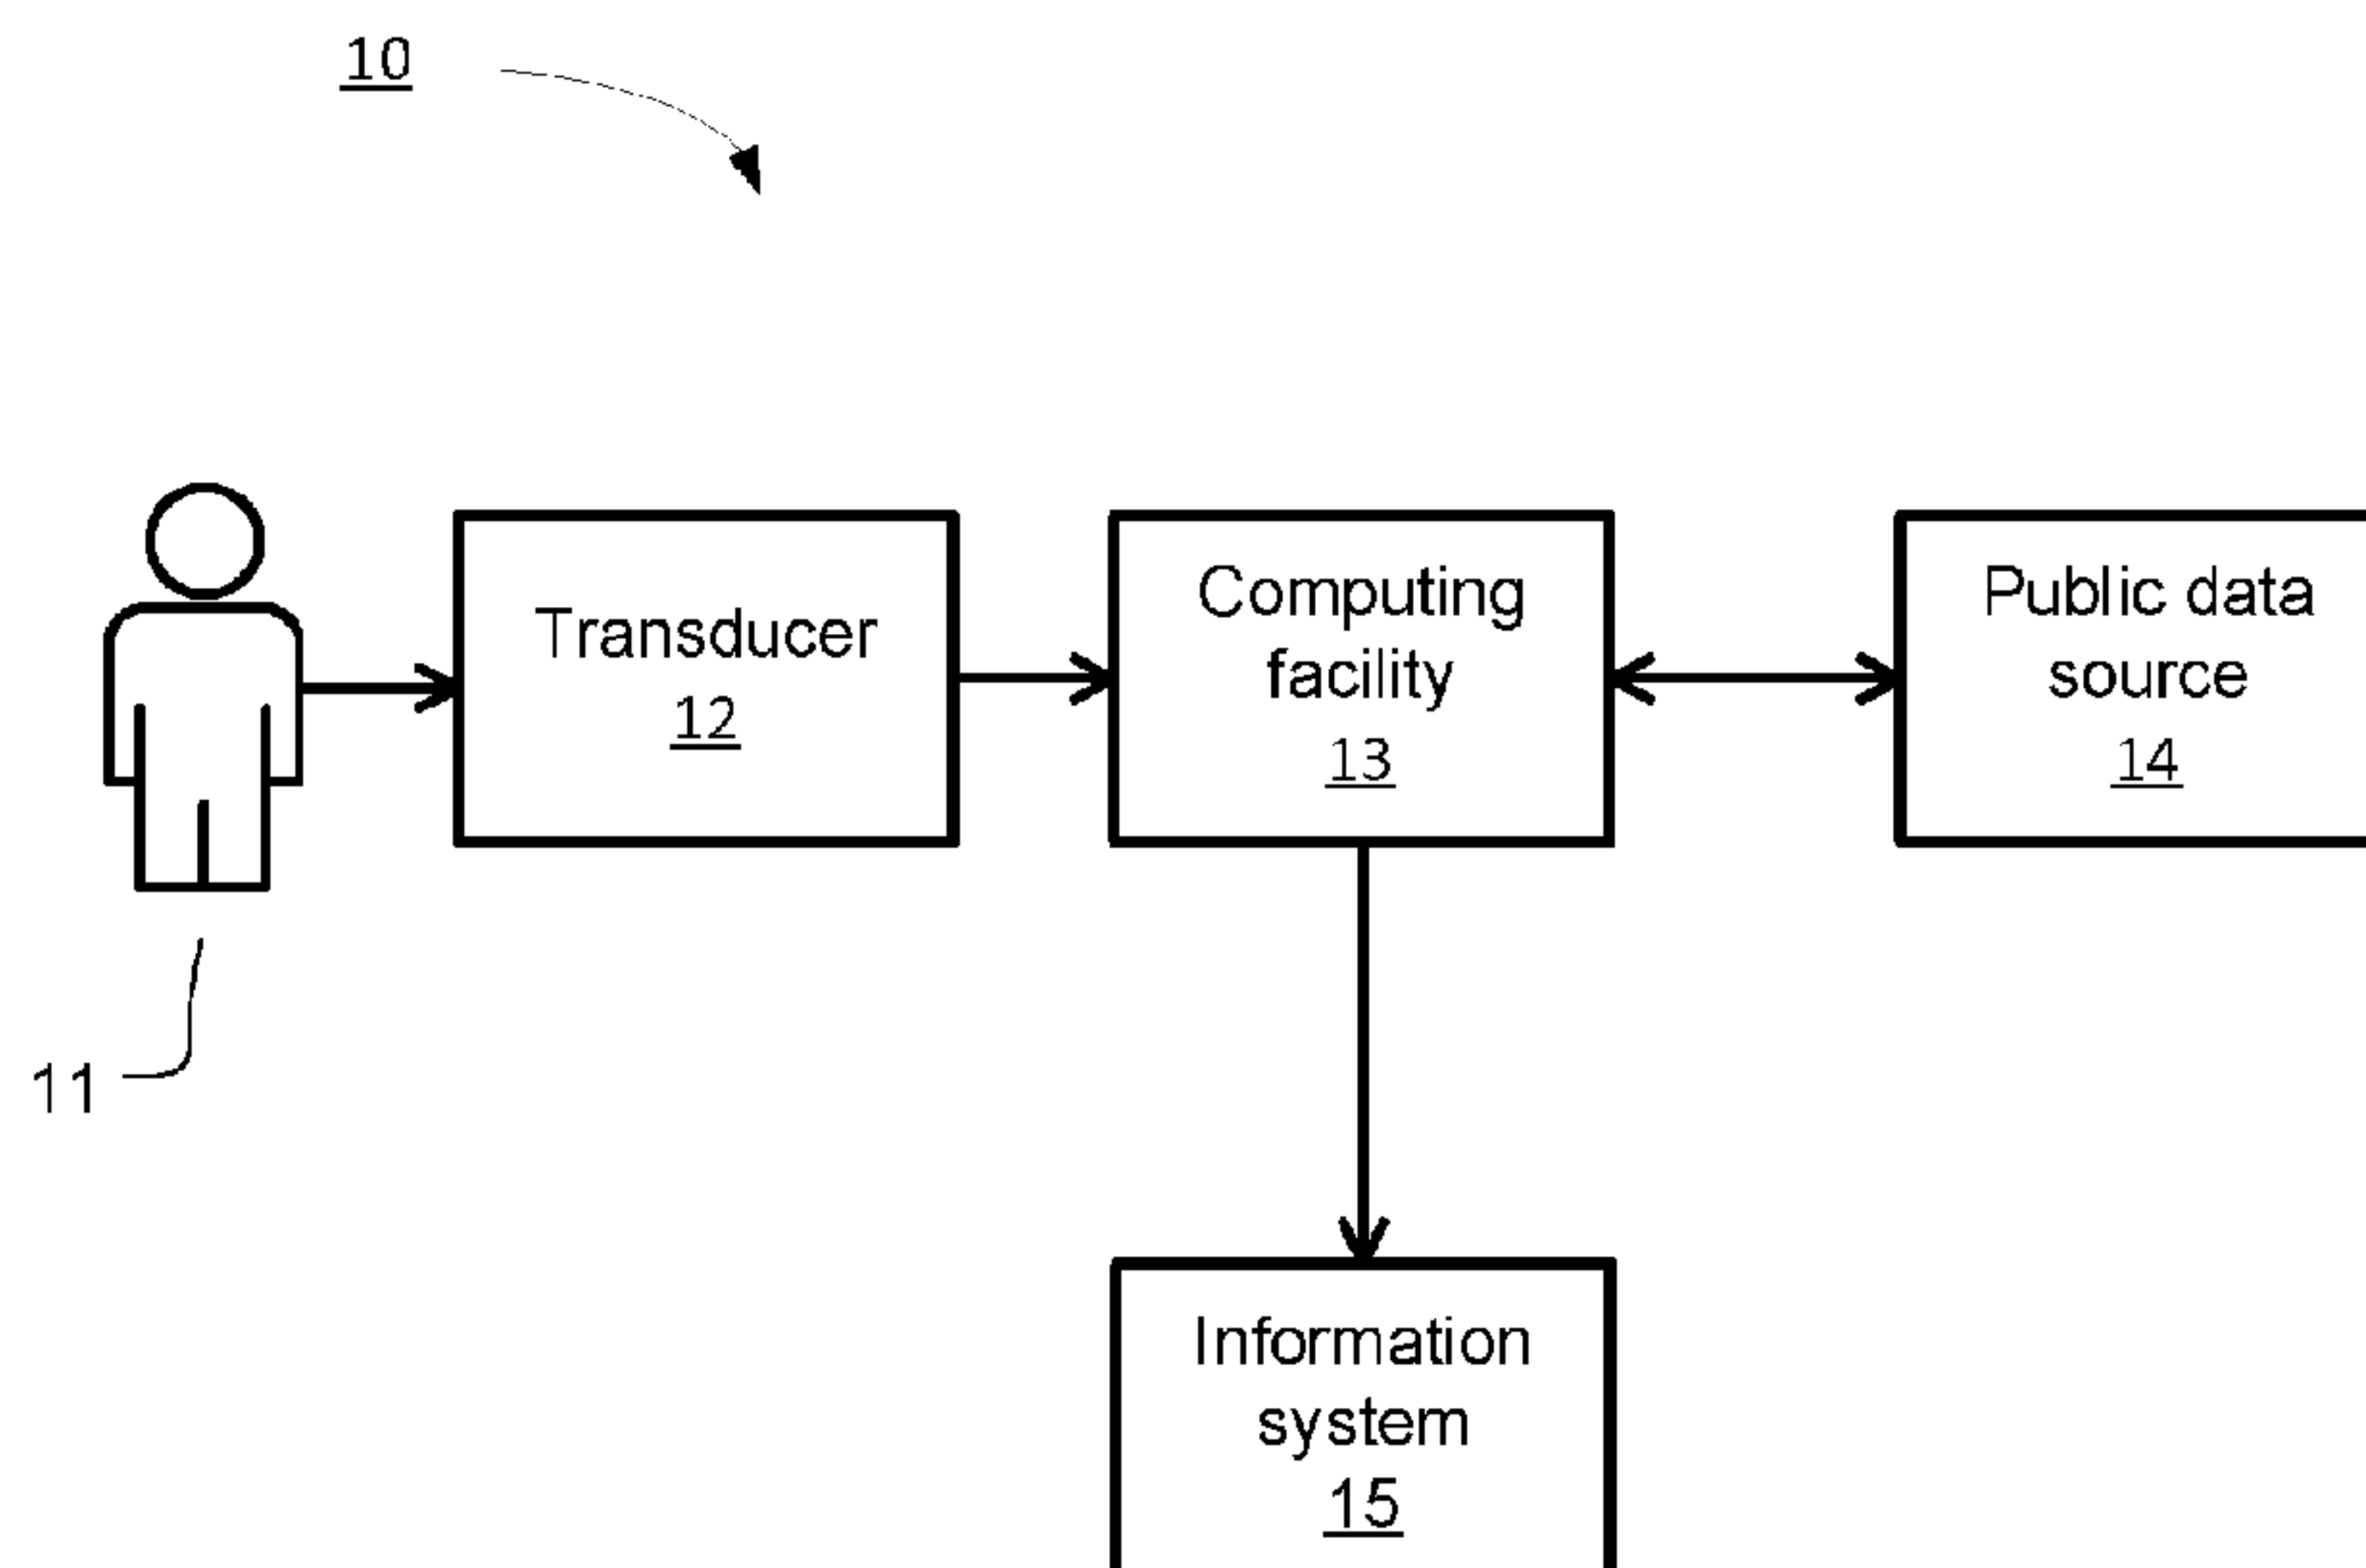 10
Transducer
12
Computing
facility
13
Public data
source
14
11
Information
system
15